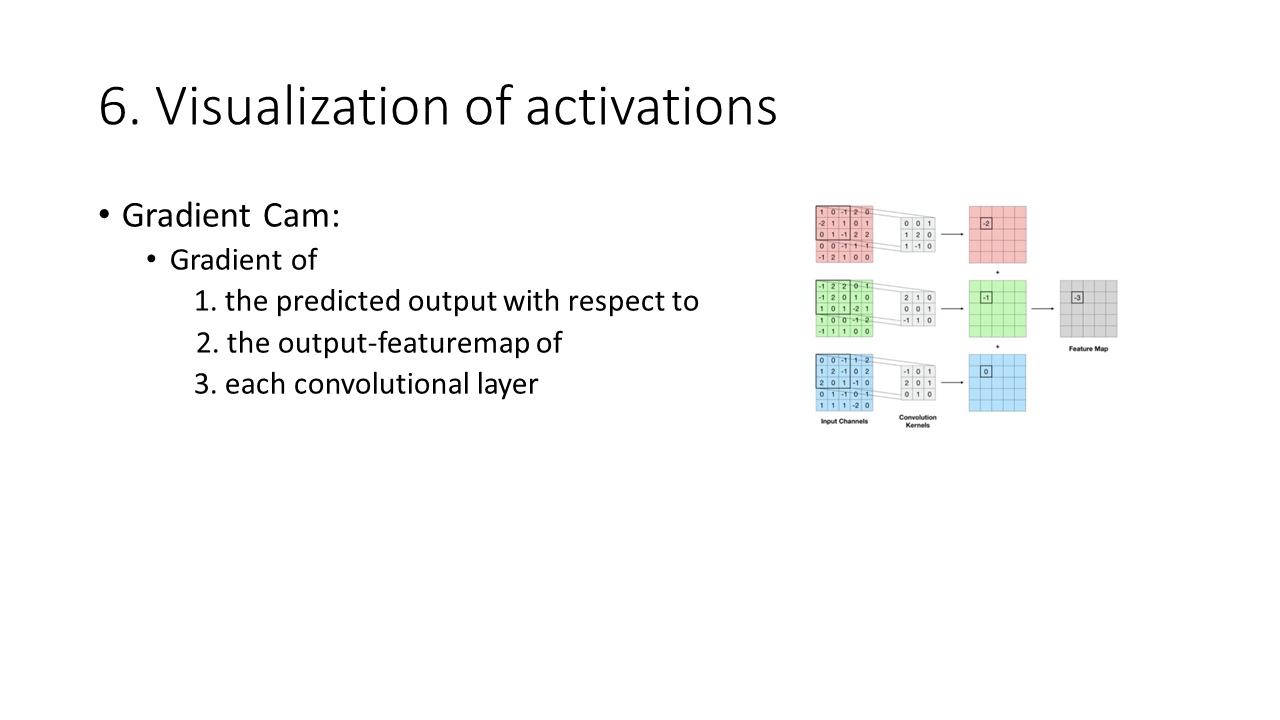 6. Visualization of activations
• Gradient Cam:
• Gradient of
1. the predicted output with respect to
2. the output-featuremap of
3. each convolutional layer
1 0 -1 2 0
-2 1 1 0 1
0 1 -1 2 2
0 0 -1 1 1
-1 2 1 0 0
0 0 1
1 2 0
1 -1 0
-2
+
-1 2 2 0 1
-1 2 0 1 0
1 0 1 -2 1
1 0 0 -1 2
-1 1 1 0 0
2 1 0
0 0 1
-1 1 0
-1
-3
+
Feature Map
0 0 -1 1 2
1 2 -1 0 2
2 0 1 -1 0
0 1 -1 0 1
1 1 1 -2 0
-1 0 1
2 0 1
0 1 0
0
Input Channels
Convolution
Kernels